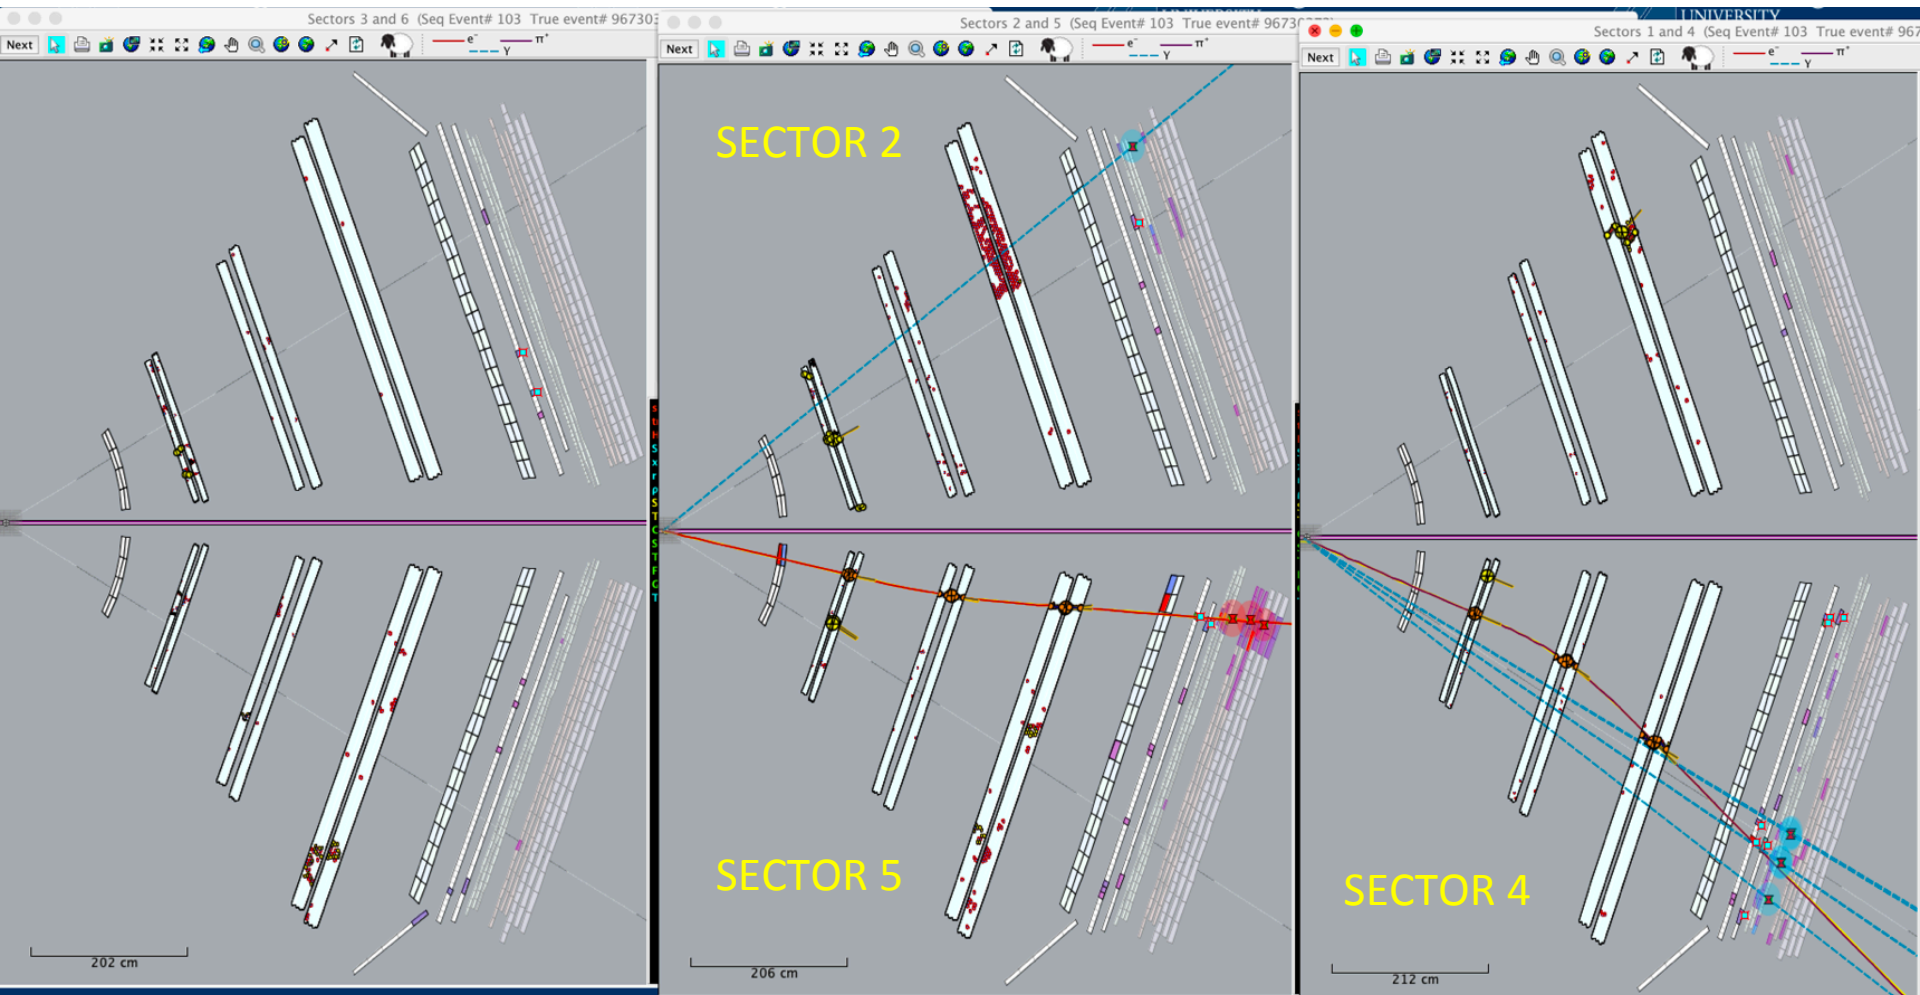 UNIVERSITY
Sectors 3 and 6 (Seq Event# 103 True event# 967303
Sectors 2 and 5 (Seq Event# 103 True event#
Sectors 1 and 4 (Seq Event# 103 True event# 967
Next
e⁻
π⁺
γ
Next
e⁻
π⁺
γ
Next
e⁻
π⁺
γ
SECTOR 2
SECTOR 5
SECTOR 4
202 cm
206 cm
212 cm